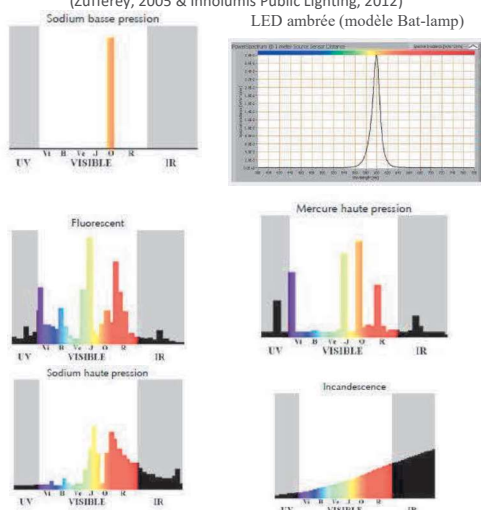 (Zufferey, 2005 & Innolumis Public Lighting, 2012)
Sodium basse pression
LED ambrée (modèle Bat-lamp)
Vi B Ve J O R
UV VISIBLE IR
Fluorescent
Mercure haute pression
Vi B Ve J O R
UV VISIBLE IR
Vi B Ve J O R
UV VISIBLE IR
Sodium haute pression
Incandescence
Vi B Ve J O R
UV VISIBLE IR
Vi B Ve J O R
UV VISIBLE IR